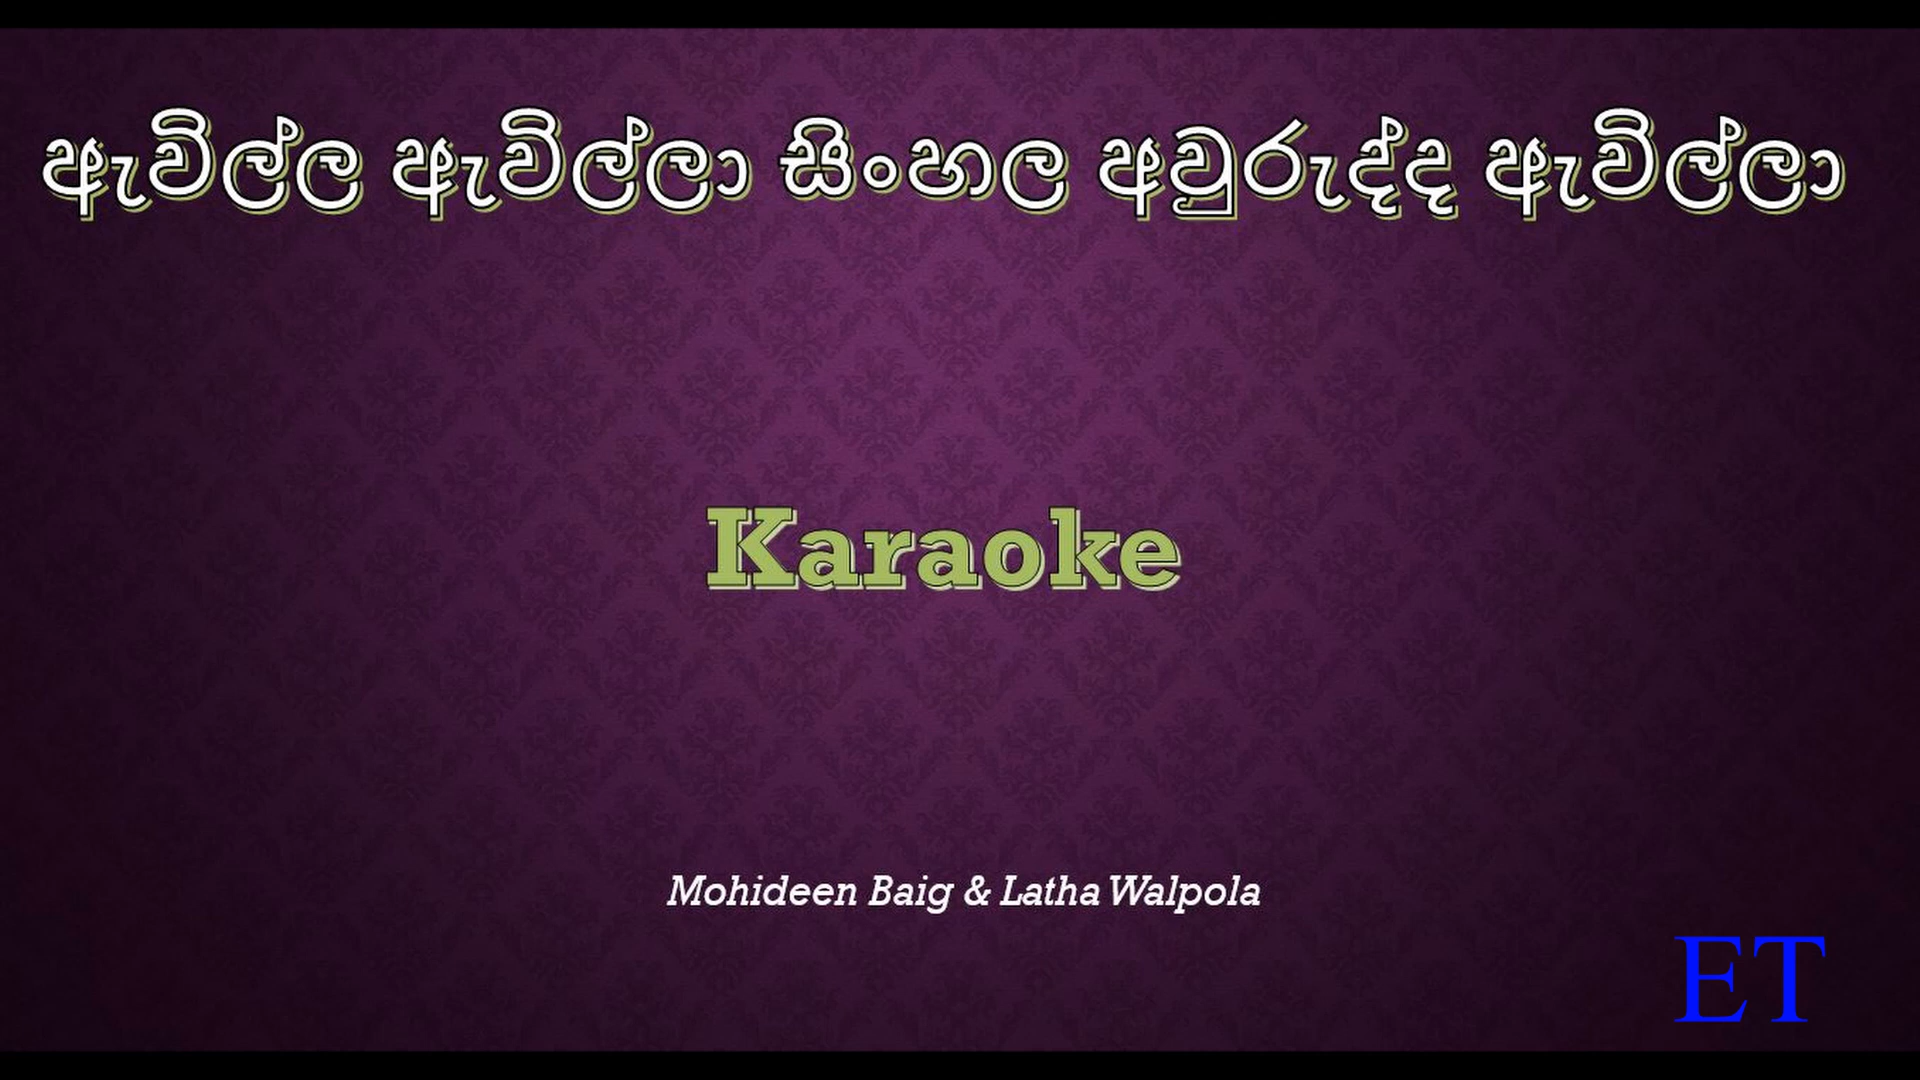 ඇවිල්ල ඇවිල්ලා සිංහල අවුරුද්ද ඇවිල්ලා
Karaoke
Mohideen Baig & Latha Walpola
ET